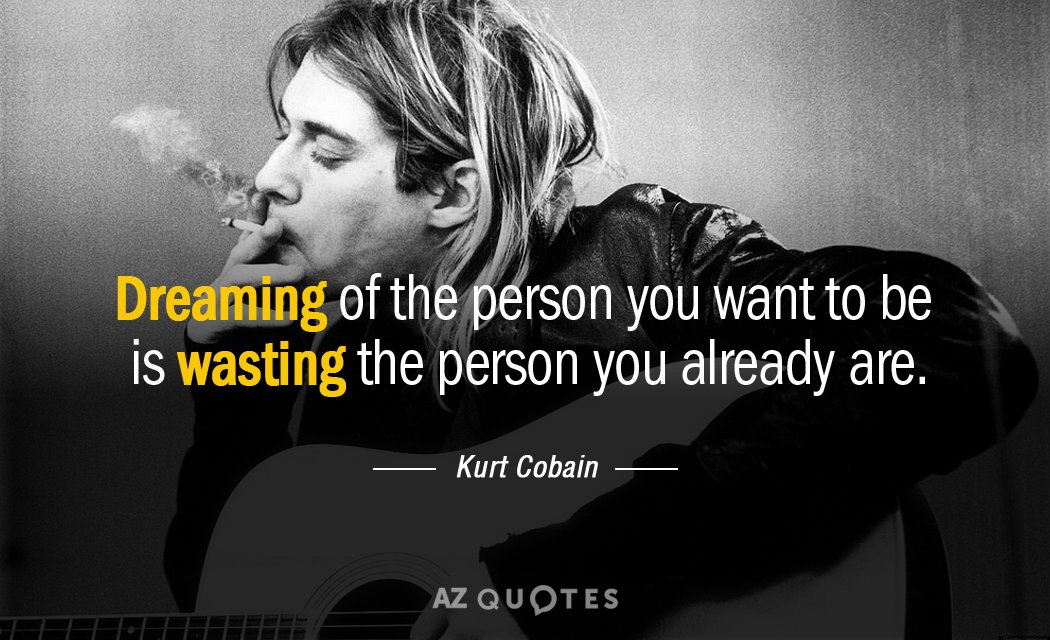 Dreaming of the person you want to be
is wasting the person you already are.
Kurt Cobain
AZ QUOTES